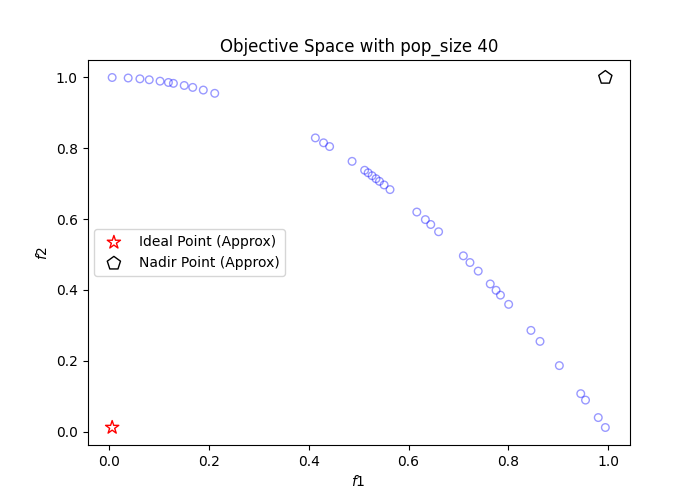 Objective Space with pop_size 40
1.0
0.8
0.6
0.4
0.2
0.0
f2
Ideal Point (Approx)
Nadir Point (Approx)
0.0 0.2 0.4 0.6 0.8 1.0
f1